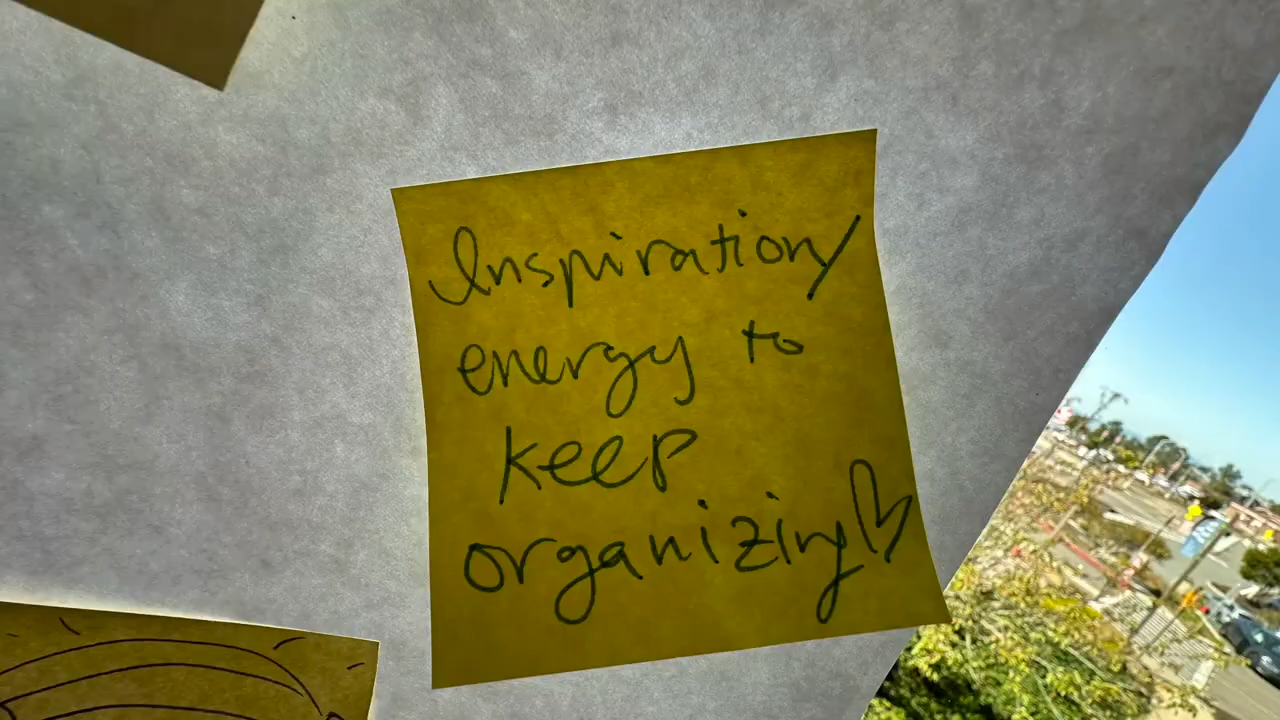 Inspiration/
energy to
keep
organizing♡